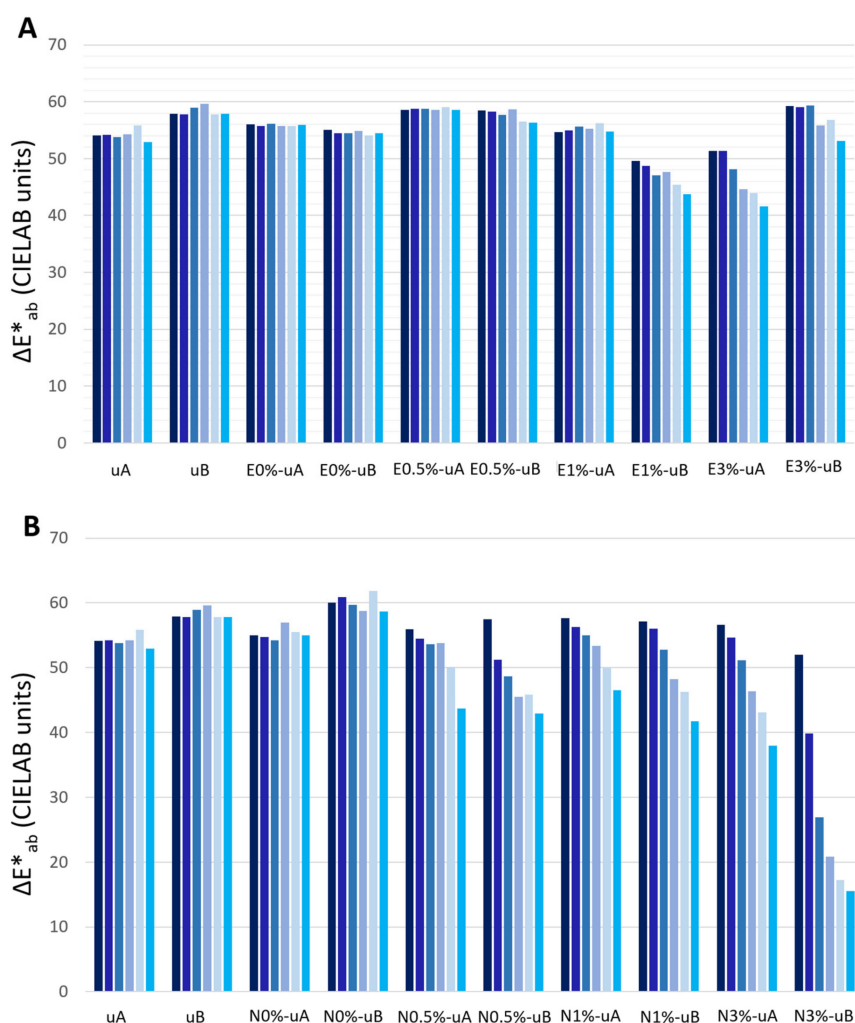 A
70
60
50
40
30
20
10
0
ΔE*ab (CIELAB units)
uA uB E0%-uA E0%-uB E0.5%-uA E0.5%-uB E1%-uA E1%-uB E3%-uA E3%-uB
B
70
60
50
40
30
20
10
0
ΔE*ab (CIELAB units)
uA uB N0%-uA N0%-uB N0.5%-uA N0.5%-uB N1%-uA N1%-uB N3%-uA N3%-uB